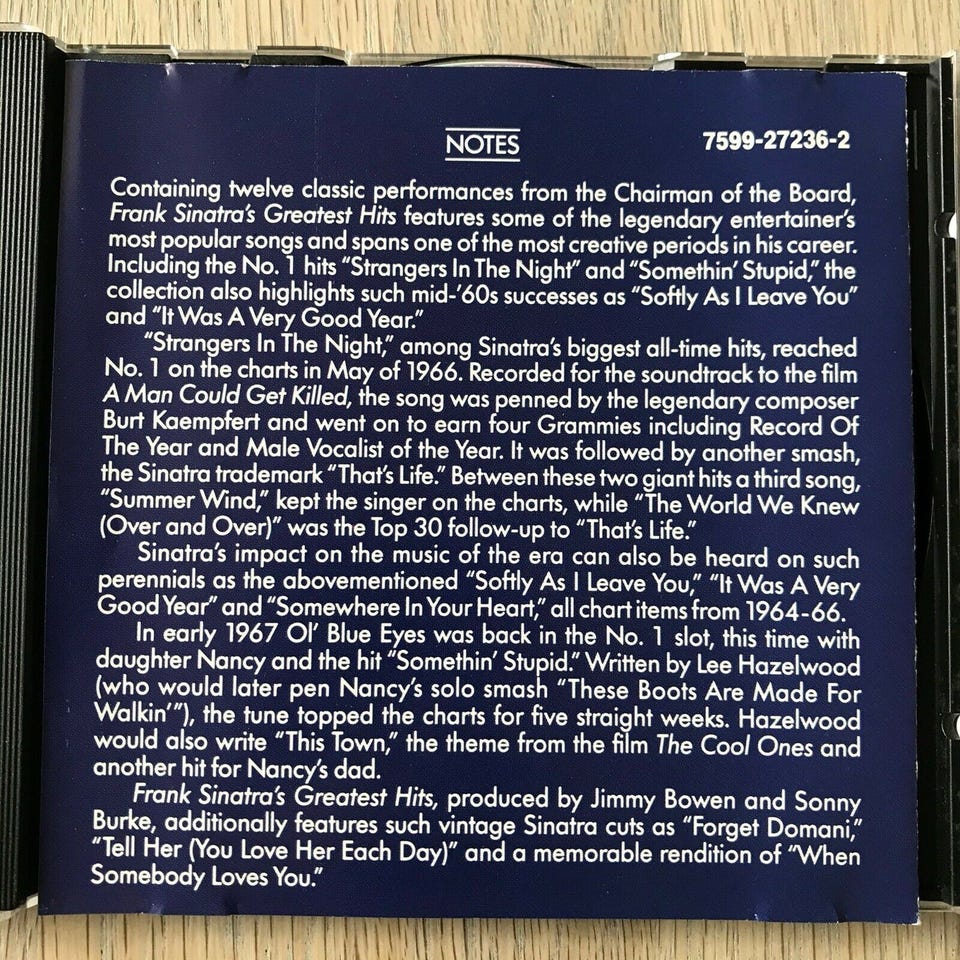 NOTES
7599-27236-2
Containing twelve classic performances from the Chairman of the Board,
Frank Sinatra's Greatest Hits features some of the legendary entertainer's
most popular songs and spans one of the most creative periods in his career.
Including the No. 1 hits "Strangers In The Night" and "Somethin' Stupid," the
collection also highlights such mid-'60s successes as "Softly As I Leave You"
and "It Was A Very Good Year."
"Strangers In The Night," among Sinatra's biggest all-time hits, reached
No. 1 on the charts in May of 1966. Recorded for the soundtrack to the film
A Man Could Get Killed, the song was penned by the legendary composer
Burt Kaempfert and went on to earn four Grammies including Record Of
The Year and Male Vocalist of the Year. It was followed by another smash,
the Sinatra trademark "That's Life." Between these two giant hits a third song,
"Summer Wind," kept the singer on the charts, while "The World We Knew
(Over and Over)" was the Top 30 follow-up to "That's Life."
Sinatra's impact on the music of the era can also be heard on such
perennials as the abovementioned "Softly As I Leave You," "It Was A Very
Good Year" and "Somewhere In Your Heart," all chart items from 1964-66.
In early 1967 Ol' Blue Eyes was back in the No. 1 slot, this time with
daughter Nancy and the hit "Somethin' Stupid." Written by Lee Hazelwood
(who would later pen Nancy's solo smash "These Boots Are Made For
Walkin'"), the tune topped the charts for five straight weeks. Hazelwood
would also write "This Town," the theme from the film The Cool Ones and
another hit for Nancy's dad.
Frank Sinatra's Greatest Hits, produced by Jimmy Bowen and Sonny
Burke, additionally features such vintage Sinatra cuts as "Forget Domani,"
"Tell Her (You Love Her Each Day)" and a memorable rendition of "When
Somebody Loves You."